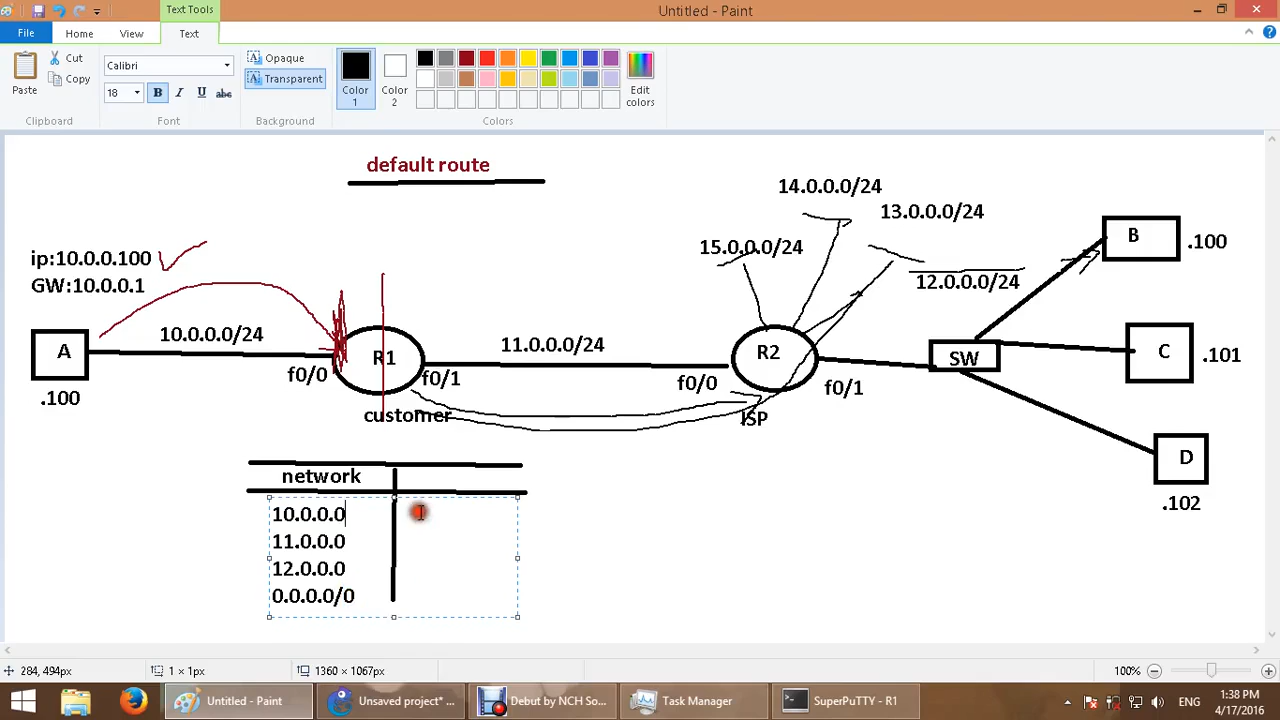 Text Tools
Untitled - Paint
File
Home
View
Text
Paste
Cut
Copy
Clipboard
Calibri
18
B I U abc
Font
Opaque
Transparent
Background
Color 1
Color 2
Edit colors
Colors
default route
14.0.0.0/24
13.0.0.0/24
15.0.0.0/24
12.0.0.0/24
ip:10.0.0.100
GW:10.0.0.1
A
.100
10.0.0.0/24
f0/0
R1
f0/1
customer
11.0.0.0/24
f0/0
R2
f0/1
ISP
SW
B
.100
C
.101
D
.102
network
10.0.0.0
11.0.0.0
12.0.0.0
0.0.0.0/0
284, 494px
1 × 1px
1360 × 1067px
100%
Untitled - Paint
Unsaved project* ...
Debut by NCH So...
Task Manager
SuperPuTTY - R1
ENG
1:38 PM
4/17/2016